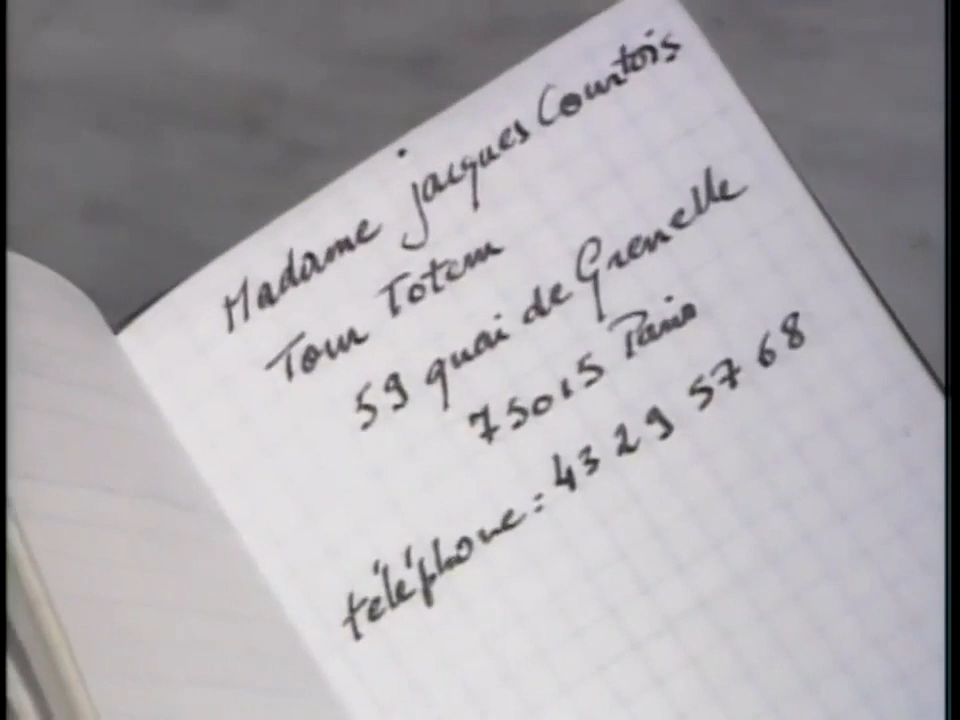 Madame jacques Courtois
Tour Totem
59 quai de Grenelle
75015 Paris
téléphone : 43 29 57 68